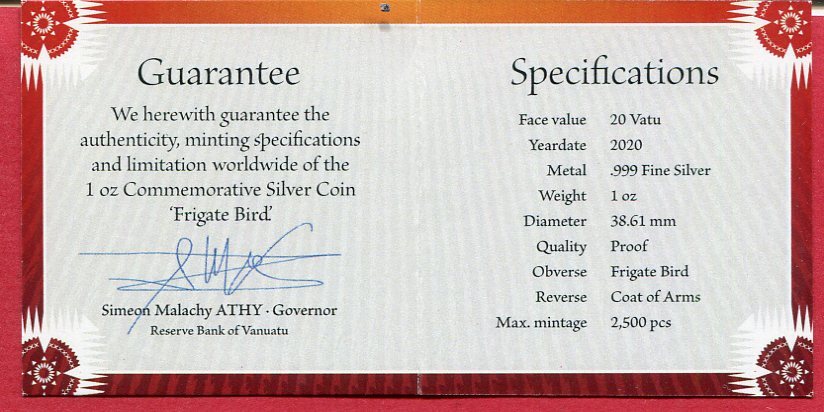 Guarantee
We herewith guarantee the
authenticity, minting specifications
and limitation worldwide of the
1 oz Commemorative Silver Coin
‘Frigate Bird’
Simeon Malachy ATHY · Governor
Reserve Bank of Vanuatu
Specifications
Face value 20 Vatu
Yeardate 2020
Metal .999 Fine Silver
Weight 1 oz
Diameter 38.61 mm
Quality Proof
Obverse Frigate Bird
Reverse Coat of Arms
Max. mintage 2,500 pcs